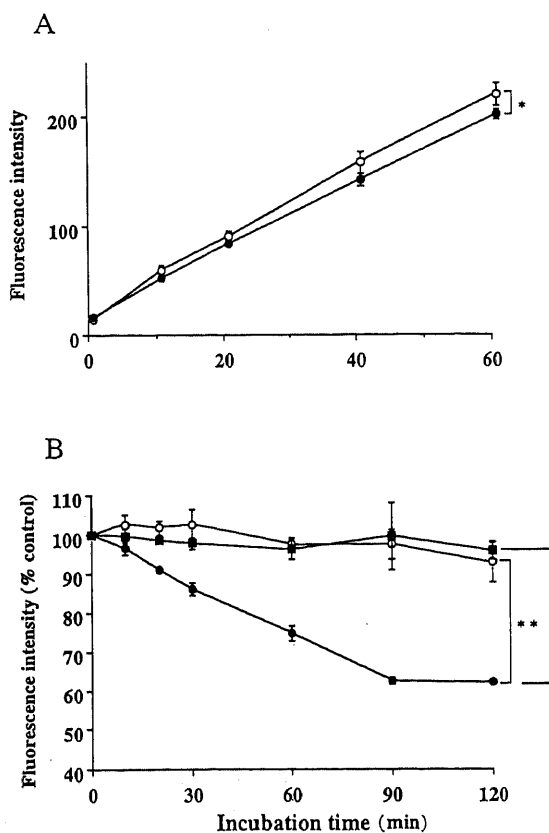 A
Fluorescence intensity
200
100
0
*
0 20 40 60
B
Fluorescence intensity (% control)
110
100
90
80
70
60
50
40
**
0 30 60 90 120
Incubation time (min)